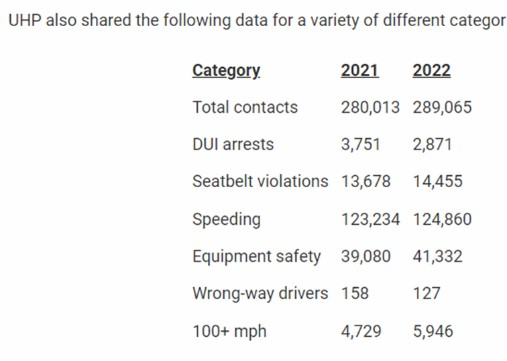 UHP also shared the following data for a variety of different categor
Category 2021 2022
Total contacts 280,013 289,065
DUI arrests 3,751 2,871
Seatbelt violations 13,678 14,455
Speeding 123,234 124,860
Equipment safety 39,080 41,332
Wrong-way drivers 158 127
100+ mph 4,729 5,946